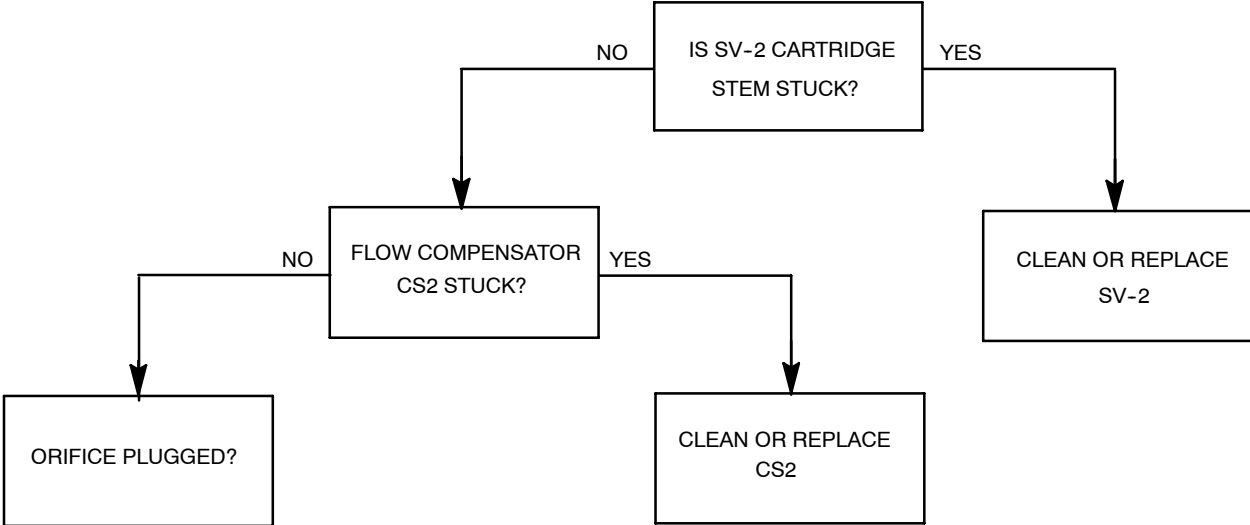 IS SV-2 CARTRIDGE
STEM STUCK?
NO
YES
FLOW COMPENSATOR
CS2 STUCK?
CLEAN OR REPLACE
SV-2
NO
YES
ORIFICE PLUGGED?
CLEAN OR REPLACE
CS2